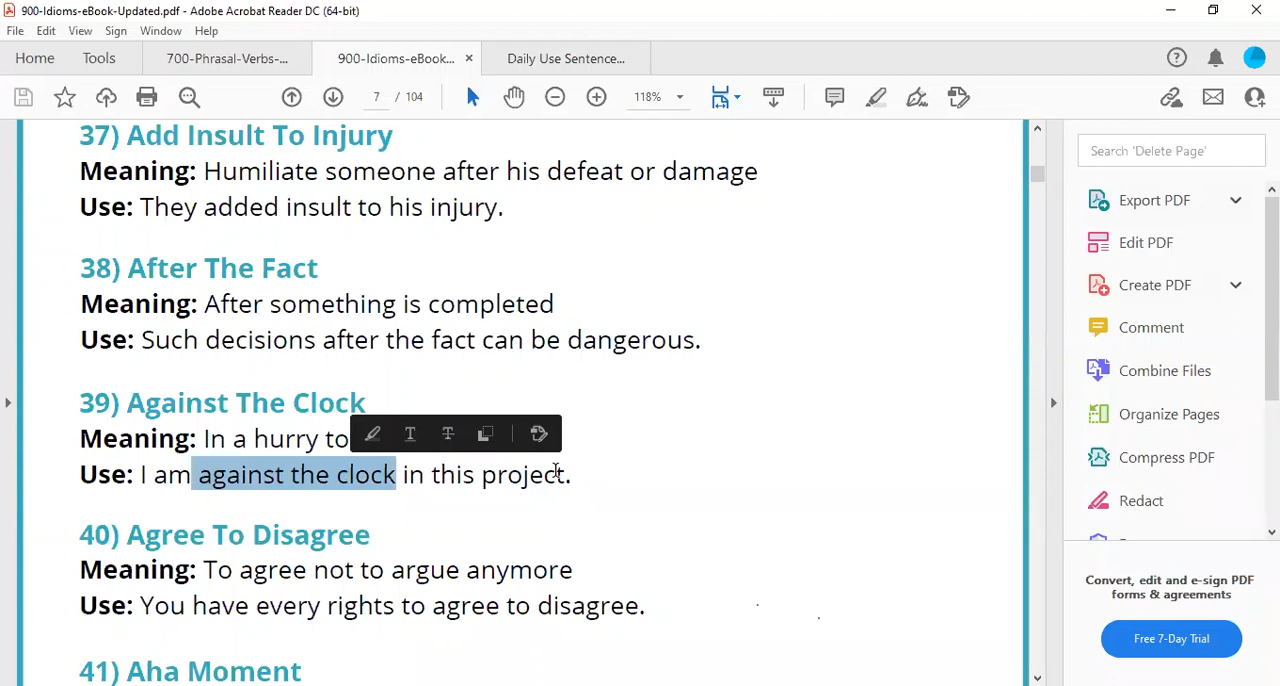 900-Idioms-eBook-Updated.pdf - Adobe Acrobat Reader DC (64-bit)
File Edit View Sign Window Help
Home Tools 700-Phrasal-Verbs-... 900-Idioms-eBook... × Daily Use Sentence...
7 / 104 118%
37) Add Insult To Injury
Meaning: Humiliate someone after his defeat or damage
Use: They added insult to his injury.
38) After The Fact
Meaning: After something is completed
Use: Such decisions after the fact can be dangerous.
39) Against The Clock
Meaning: In a hurry to
Use: I am against the clock in this project.
40) Agree To Disagree
Meaning: To agree not to argue anymore
Use: You have every rights to agree to disagree.
41) Aha Moment
Search 'Delete Page'
Export PDF
Edit PDF
Create PDF
Comment
Combine Files
Organize Pages
Compress PDF
Redact
Convert, edit and e-sign PDF
forms & agreements
Free 7-Day Trial